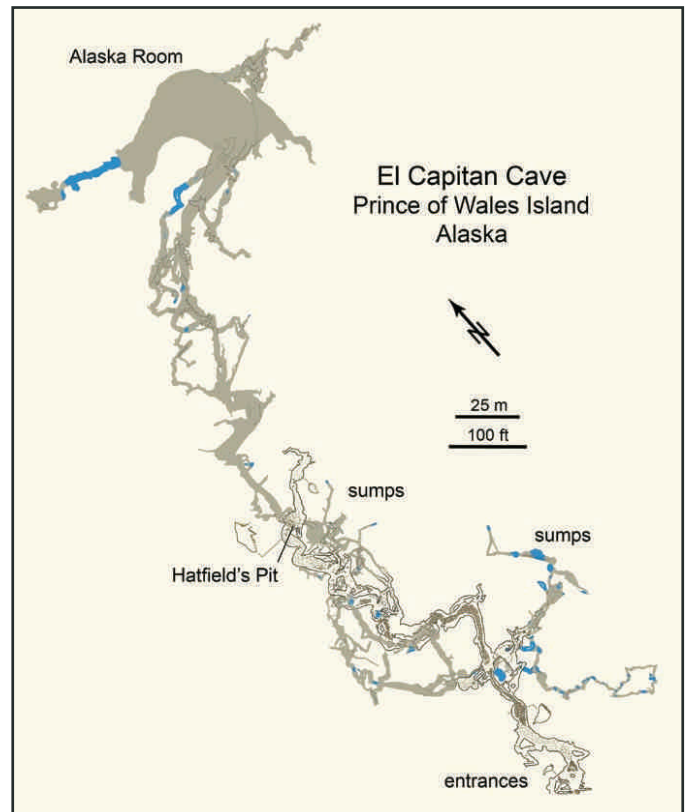 Alaska Room
El Capitan Cave
Prince of Wales Island
Alaska
N
25 m
100 ft
sumps
sumps
Hatfield's Pit
entrances